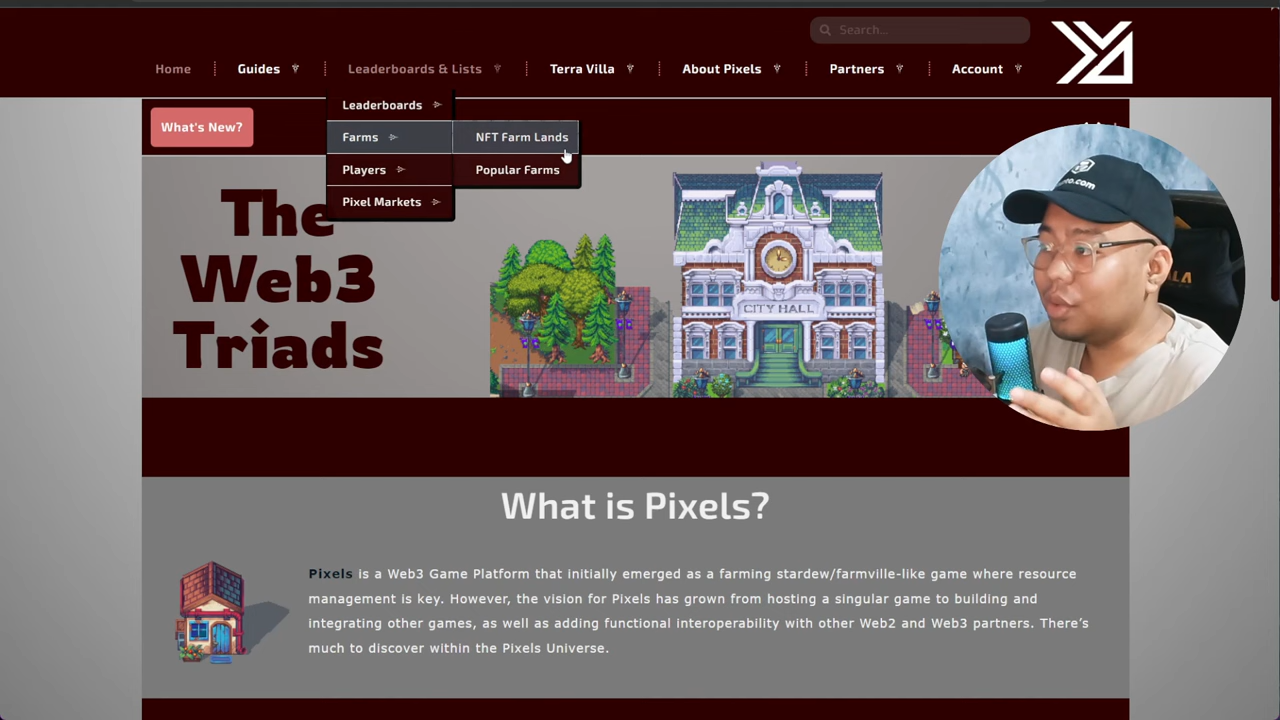 Search...
Home
Guides
Leaderboards & Lists
Terra Villa
About Pixels
Partners
Account
Leaderboards
What's New?
Farms
NFT Farm Lands
Players
Popular Farms
Pixel Markets
The
Web3
Triads
CITY HALL
What is Pixels?
Pixels is a Web3 Game Platform that initially emerged as a farming stardew/farmville-like game where resource
management is key. However, the vision for Pixels has grown from hosting a singular game to building and
integrating other games, as well as adding functional interoperability with other Web2 and Web3 partners. There's
much to discover within the Pixels Universe.